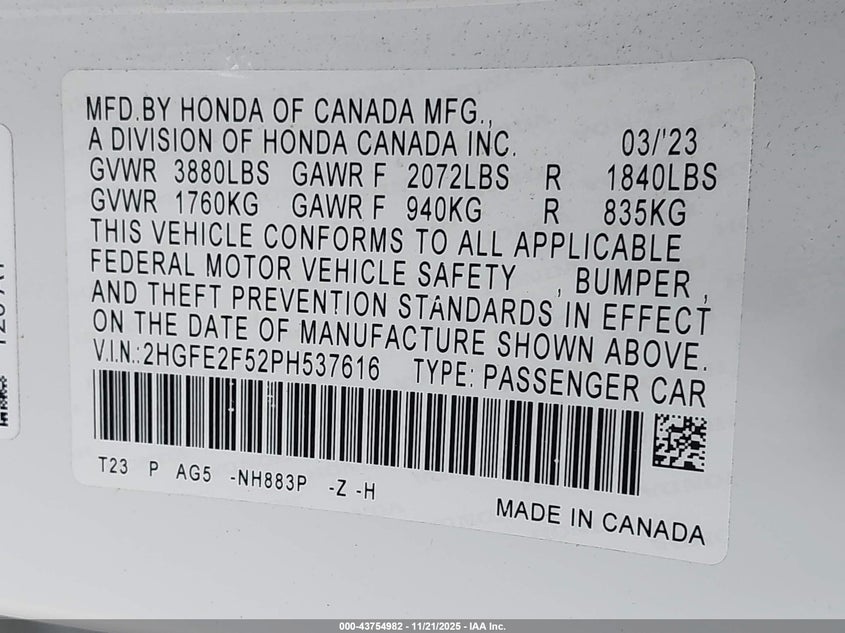 MFD.BY HONDA OF CANADA MFG.,
A DIVISION OF HONDA CANADA INC. 03/'23
GVWR 3880LBS GAWR F 2072LBS R 1840LBS
GVWR 1760KG GAWR F 940KG R 835KG
THIS VEHICLE CONFORMS TO ALL APPLICABLE
FEDERAL MOTOR VEHICLE SAFETY , BUMPER ,
AND THEFT PREVENTION STANDARDS IN EFFECT
ON THE DATE OF MANUFACTURE SHOWN ABOVE.
V.I.N.:2HGFE2F52PH537616 TYPE: PASSENGER CAR
T23 P AG5 -NH883P -Z -H
MADE IN CANADA
000-43754982 - 11/21/2025 - IAA Inc.